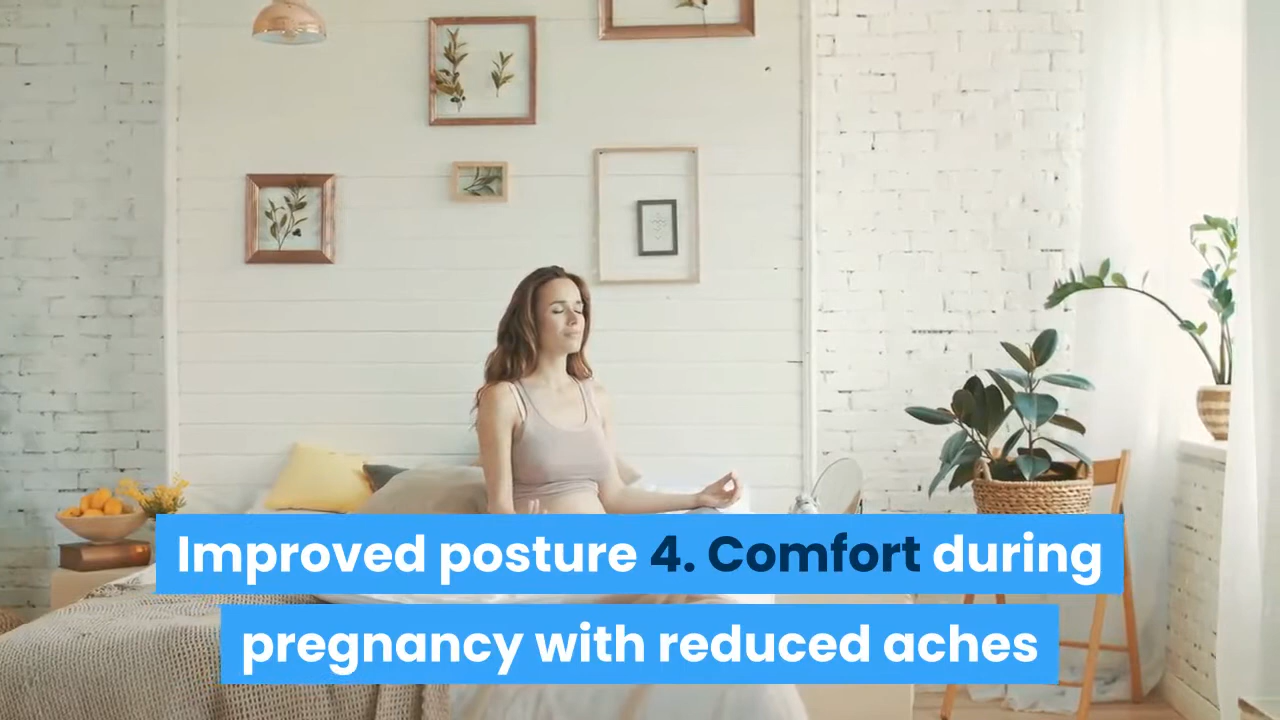 Improved posture 4. Comfort during
pregnancy with reduced aches